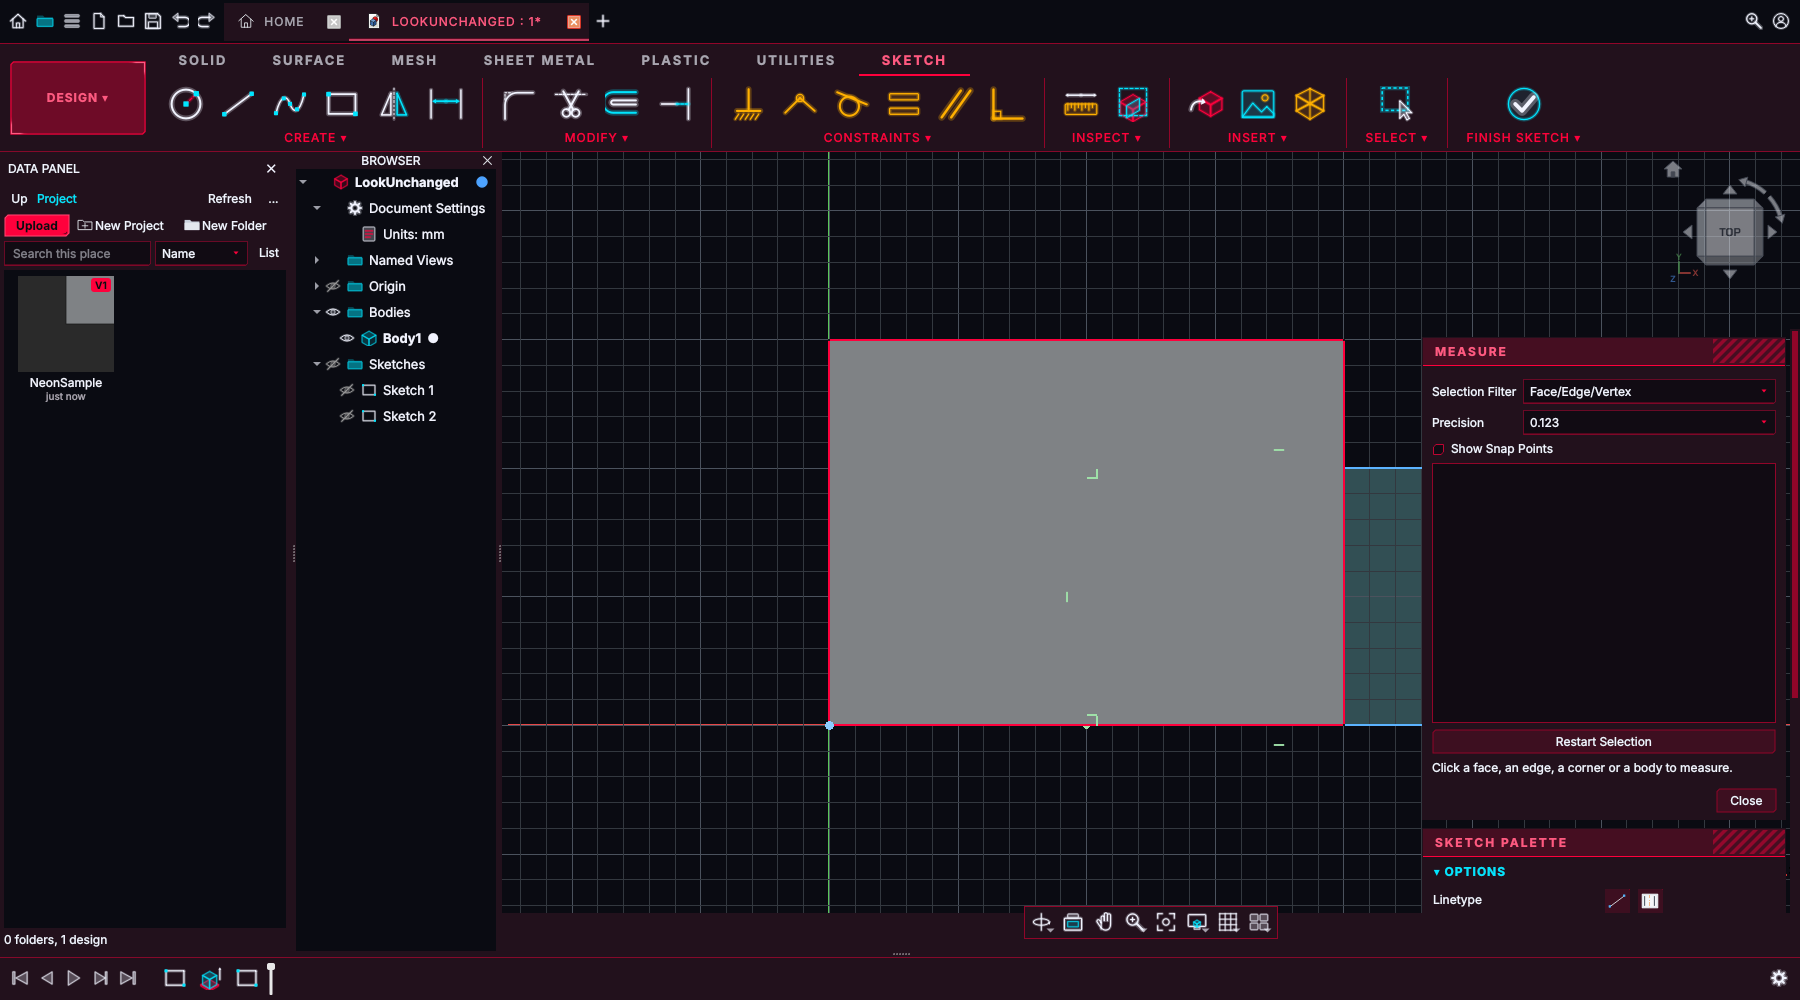 HOME
LOOKUNCHANGED : 1*
DESIGN
SOLID
SURFACE
MESH
SHEET METAL
PLASTIC
UTILITIES
SKETCH
CREATE
MODIFY
CONSTRAINTS
INSPECT
INSERT
SELECT
FINISH SKETCH
DATA PANEL
Up Project Refresh ...
Upload New Project New Folder
Search this place Name List
V1
NeonSample
just now
0 folders, 1 design
BROWSER
LookUnchanged
Document Settings
Units: mm
Named Views
Origin
Bodies
Body1
Sketches
Sketch 1
Sketch 2
TOP
Y
X
Z
MEASURE
Selection Filter Face/Edge/Vertex
Precision 0.123
Show Snap Points
Restart Selection
Click a face, an edge, a corner or a body to measure.
Close
SKETCH PALETTE
OPTIONS
Linetype